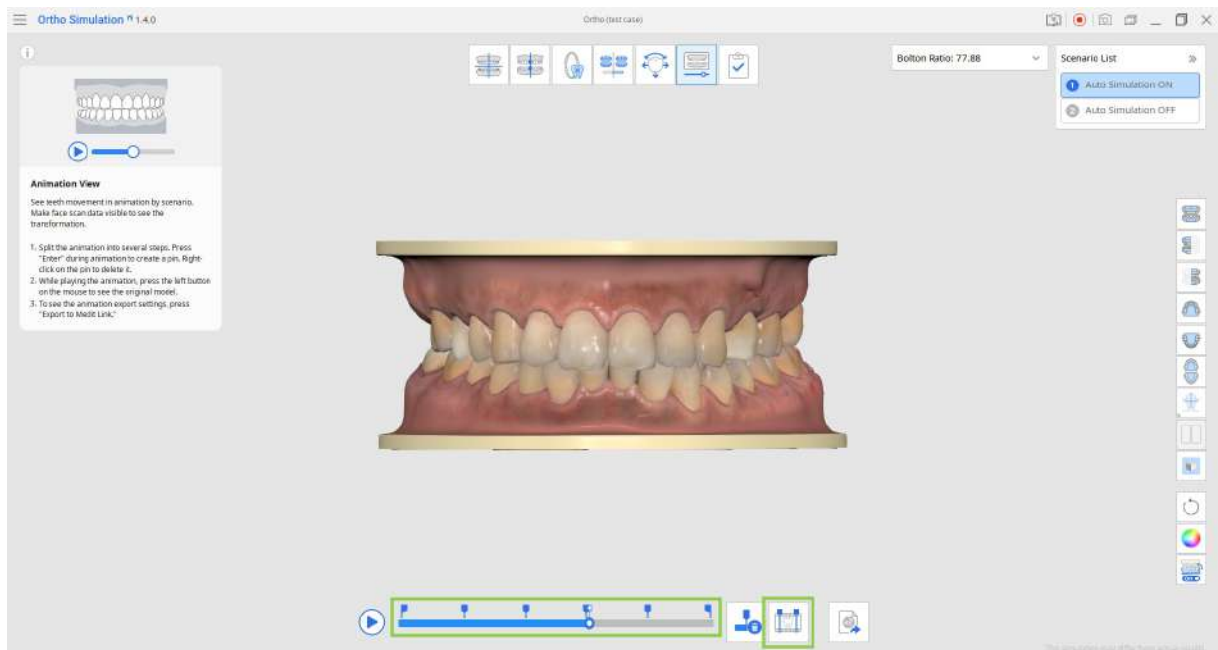 Ortho Simulation 1.4.0
Ortho (test case)
Bolton Ratio: 77.88
Scenario List
1 Auto Simulation ON
2 Auto Simulation OFF
Animation View
See teeth movement in animation by scenario.
Make face scan data visible to see the
transformation.
1. Split the animation into several steps. Press
"Enter" during animation to create a pin. Right-
click on the pin to delete it.
2. While playing the animation, press the left button
on the mouse to see the original model.
3. To see the animation export settings, press
"Export to Medit Link."